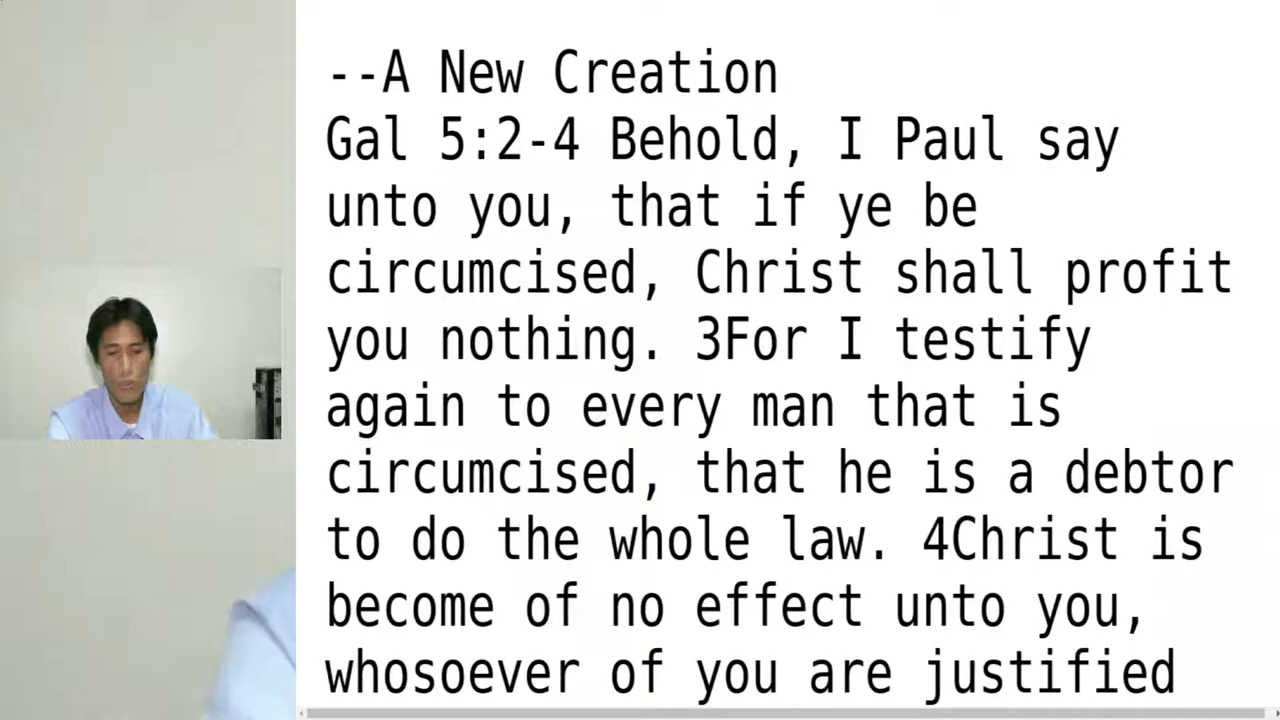 --A New Creation
Gal 5:2-4 Behold, I Paul say
unto you, that if ye be
circumcised, Christ shall profit
you nothing. 3For I testify
again to every man that is
circumcised, that he is a debtor
to do the whole law. 4Christ is
become of no effect unto you,
whosoever of you are justified